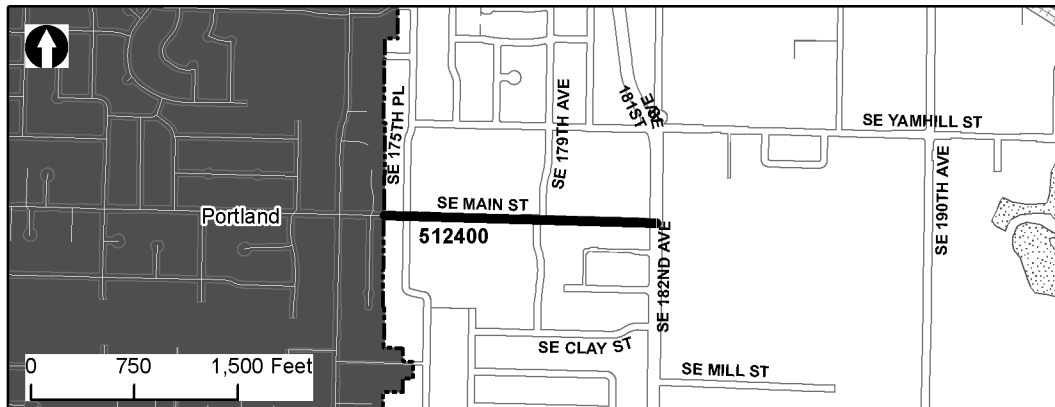 SE 175TH PL
SE 179TH AVE
181ST
SE YAMHILL ST
SE 190TH AVE
SE MAIN ST
Portland
512400
SE 182ND AVE
SE CLAY ST
SE MILL ST
0 750 1,500 Feet